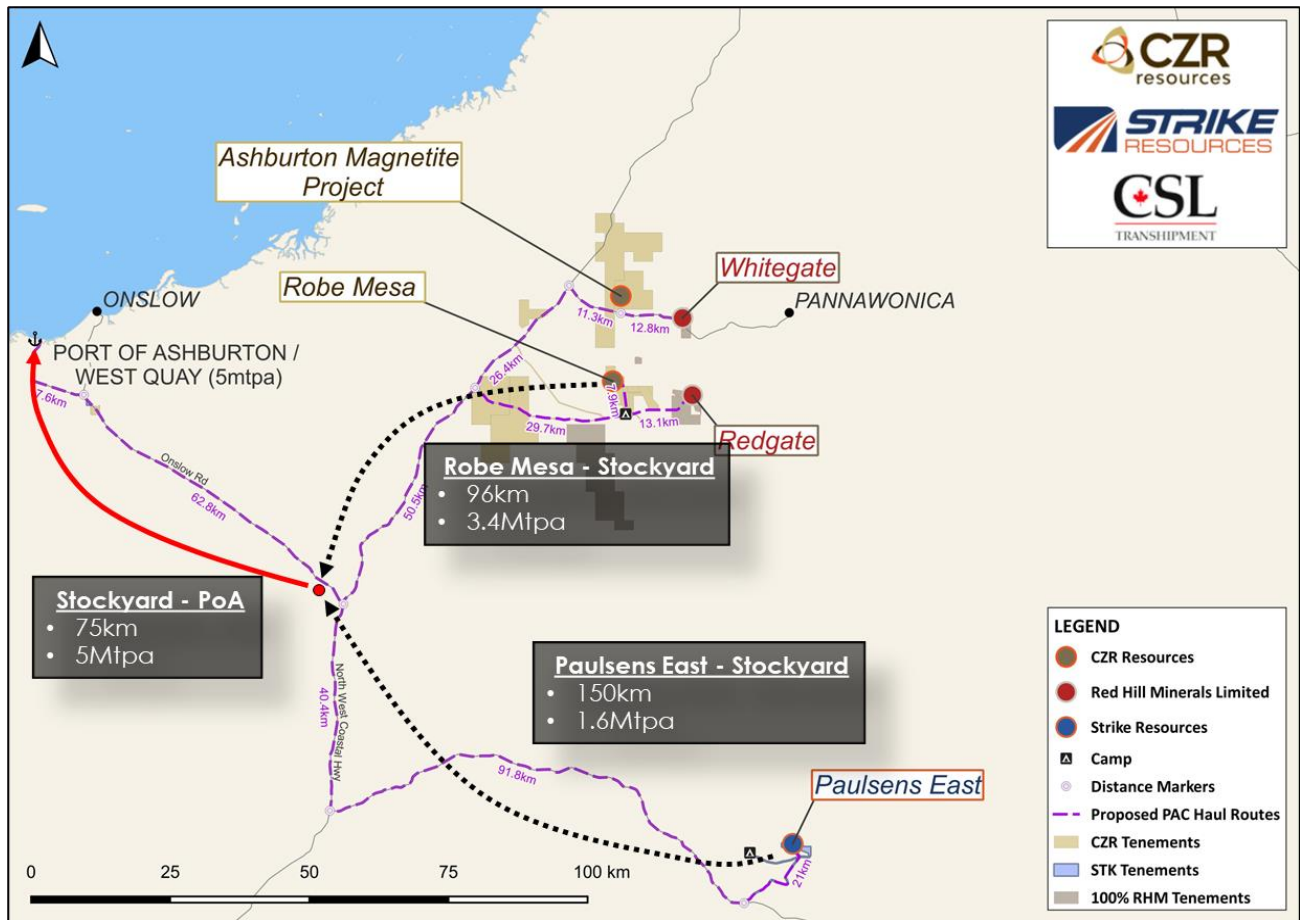 CZR
resources
STRIKE
RESOURCES
CSL
TRANSHIPMENT
Ashburton Magnetite
Project
Whitegate
Robe Mesa
ONSLOW
PANNAWONICA
11.3km
12.8km
PORT OF ASHBURTON /
WEST QUAY (5mtpa)
26.4km
7.9km
7.6km
29.7km
13.1km
Redgate
Onslow Rd
62.8km
50.5km
Robe Mesa - Stockyard
• 96km
• 3.4Mtpa
Stockyard - PoA
• 75km
• 5Mtpa
40.4km
North West Coastal Hwy
Paulsens East - Stockyard
• 150km
• 1.6Mtpa
91.8km
Paulsens East
21km
0 25 50 75 100 km
LEGEND
CZR Resources
Red Hill Minerals Limited
Strike Resources
Camp
Distance Markers
Proposed PAC Haul Routes
CZR Tenements
STK Tenements
100% RHM Tenements